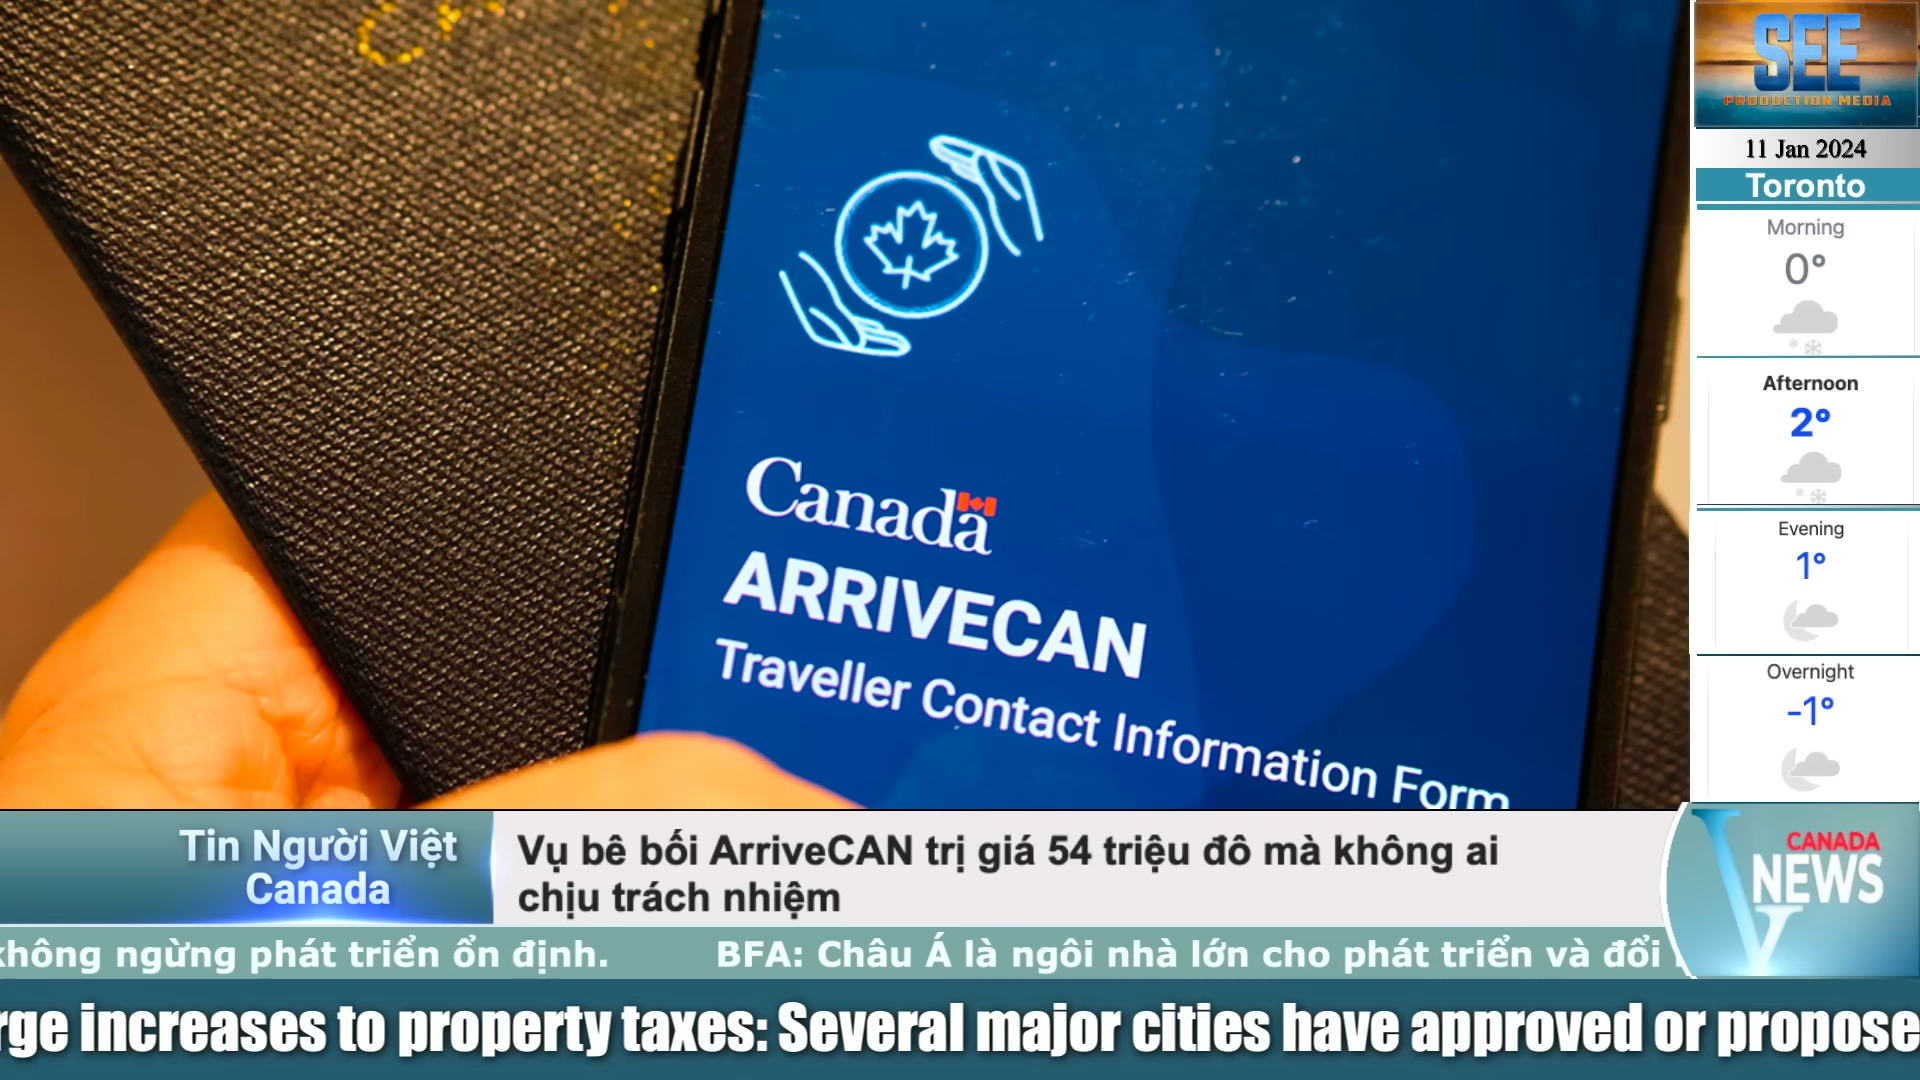 SEE
PRODUCTION MEDIA
11 Jan 2024
Toronto
Morning
0°
Afternoon
2°
Evening
1°
Overnight
-1°
Canada
ARRIVECAN
Traveller Contact Information Form
Tin Người Việt
Canada
Vụ bê bối ArriveCAN trị giá 54 triệu đô mà không ai
chịu trách nhiệm
CANADA
V NEWS
không ngừng phát triển ổn định. BFA: Châu Á là ngôi nhà lớn cho phát triển và đổi
increases to property taxes: Several major cities have approved or propose